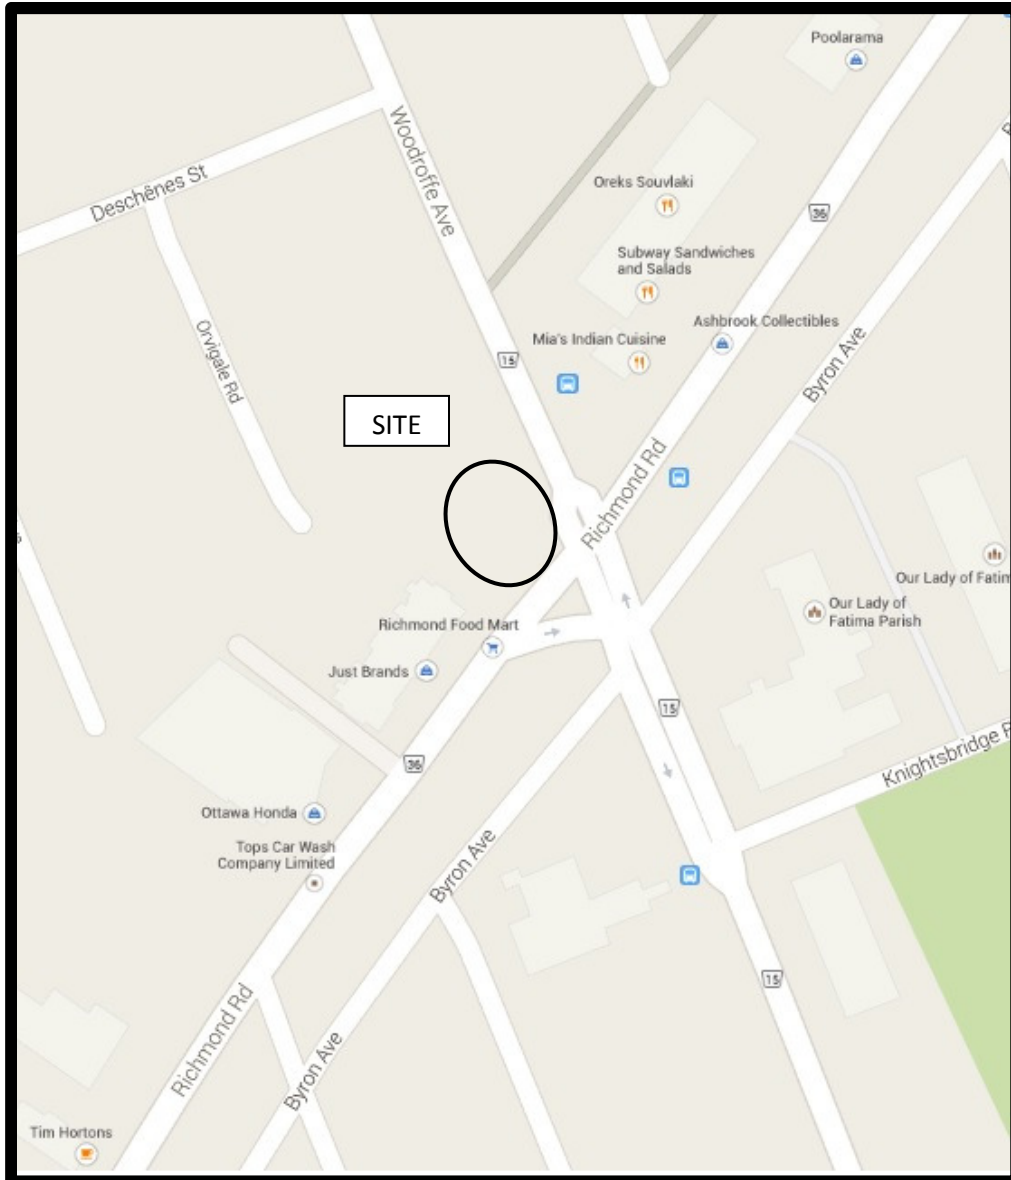 Poolarama
Woodroffe Ave
Deschênes St
Oreks Souvlaki
36
Subway Sandwiches
and Salads
Orvigale Rd
Ashbrook Collectibles
Mia's Indian Cuisine
15
Byron Ave
SITE
Richmond Rd
Our Lady of Fatim
Our Lady of
Fatima Parish
Richmond Food Mart
Just Brands
15
Knightsbridge R
36
Ottawa Honda
Tops Car Wash
Company Limited
Byron Ave
15
Richmond Rd
Byron Ave
Tim Hortons